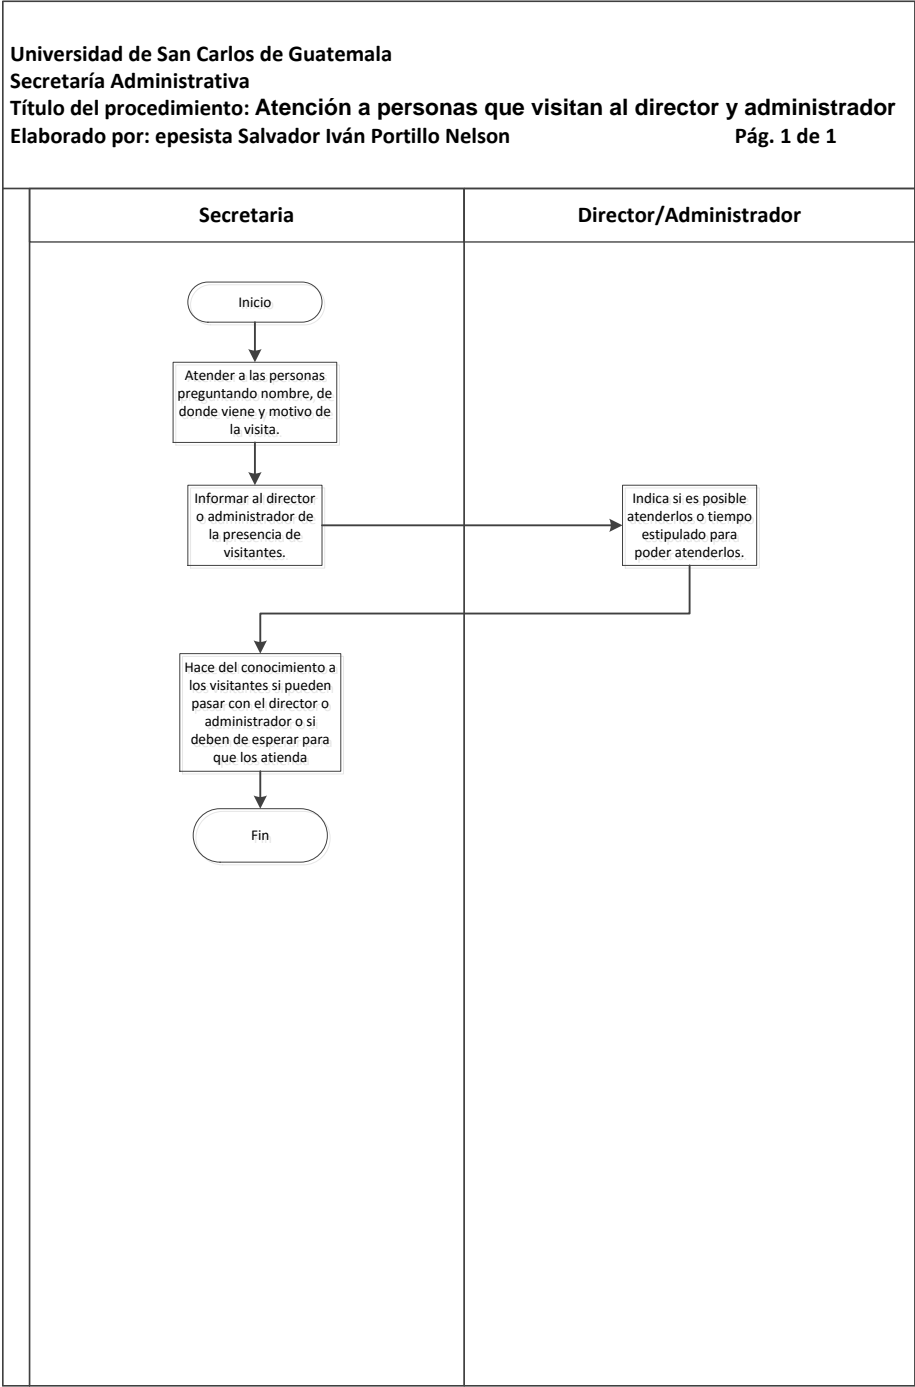 Universidad de San Carlos de Guatemala
Secretaría Administrativa
Título del procedimiento: Atención a personas que visitan al director y administrador
Elaborado por: epesista Salvador Iván Portillo Nelson Pág. 1 de 1
Secretaria
Director/Administrador
Inicio
Atender a las personas
preguntando nombre, de
donde viene y motivo de
la visita.
Informar al director
o administrador de
la presencia de
visitantes.
Indica si es posible
atenderlos o tiempo
estipulado para
poder atenderlos.
Hace del conocimiento a
los visitantes si pueden
pasar con el director o
administrador o si
deben de esperar para
que los atienda
Fin